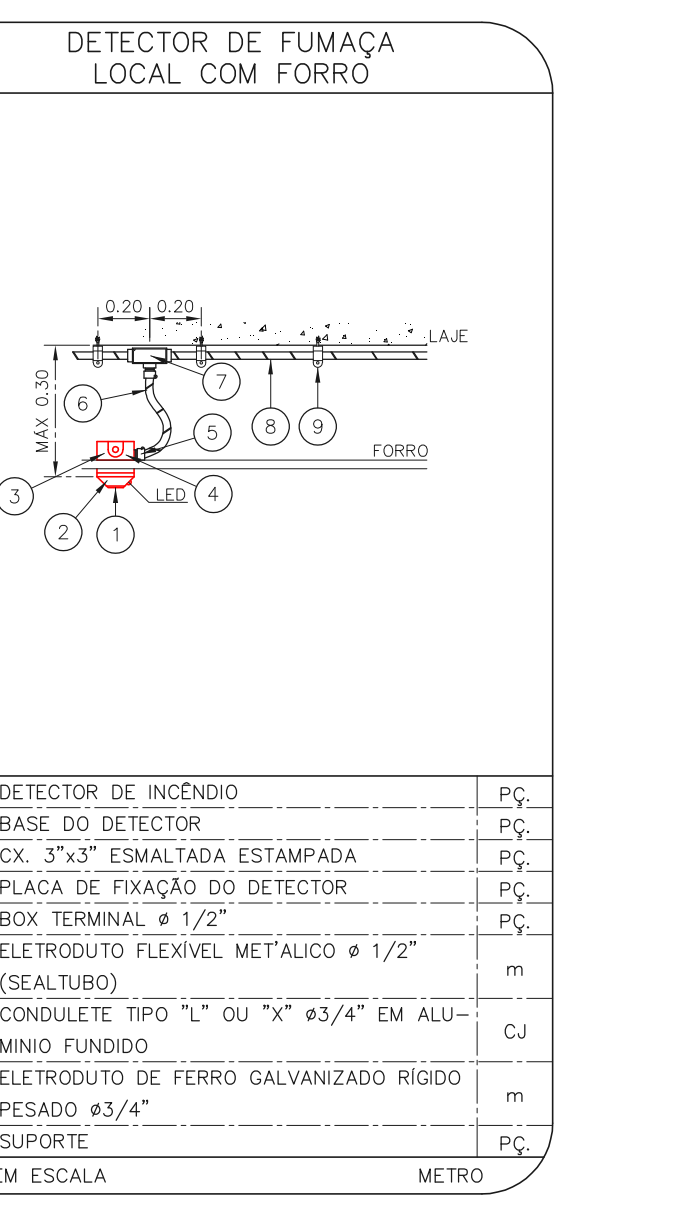 DETECTOR DE FUMAÇA
LOCAL COM FORRO
0.20 0.20
LAJE
MÁX 0.30
7
6
5
8
9
FORRO
3
LED
4
2
1
DETECTOR DE INCÊNDIO PÇ.
BASE DO DETECTOR PÇ.
CX. 3"x3" ESMALTADA ESTAMPADA PÇ.
PLACA DE FIXAÇÃO DO DETECTOR PÇ.
BOX TERMINAL ø 1/2" PÇ.
ELETRODUTO FLEXÍVEL MET'ALICO ø 1/2"
(SEALTUBO) m
CONDULETE TIPO "L" OU "X" ø3/4" EM ALU-
MINIO FUNDIDO CJ
ELETRODUTO DE FERRO GALVANIZADO RÍGIDO
PESADO ø3/4" m
SUPORTE PÇ.
EM ESCALA METRO